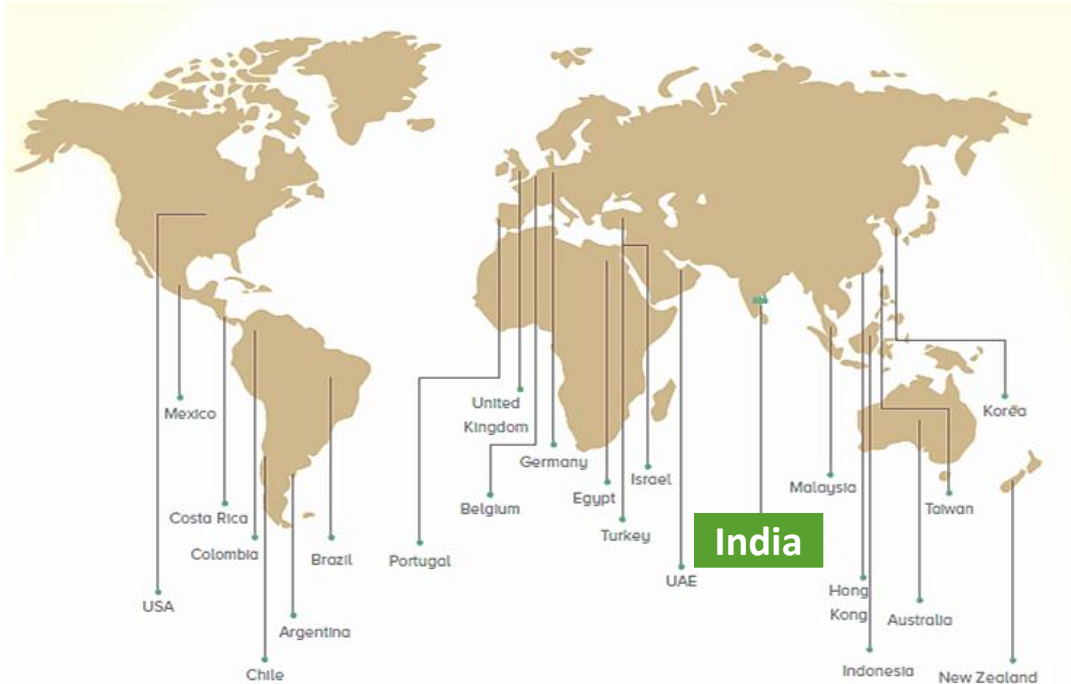 Mexico
Costa Rica
Colombia
USA
Brazil
Argentina
Chile
Portugal
United
Kingdom
Belgium
Germany
Egypt
Israel
Turkey
UAE
India
Malaysia
Korea
Taiwan
Hong
Kong
Australia
Indonesia
New Zealand